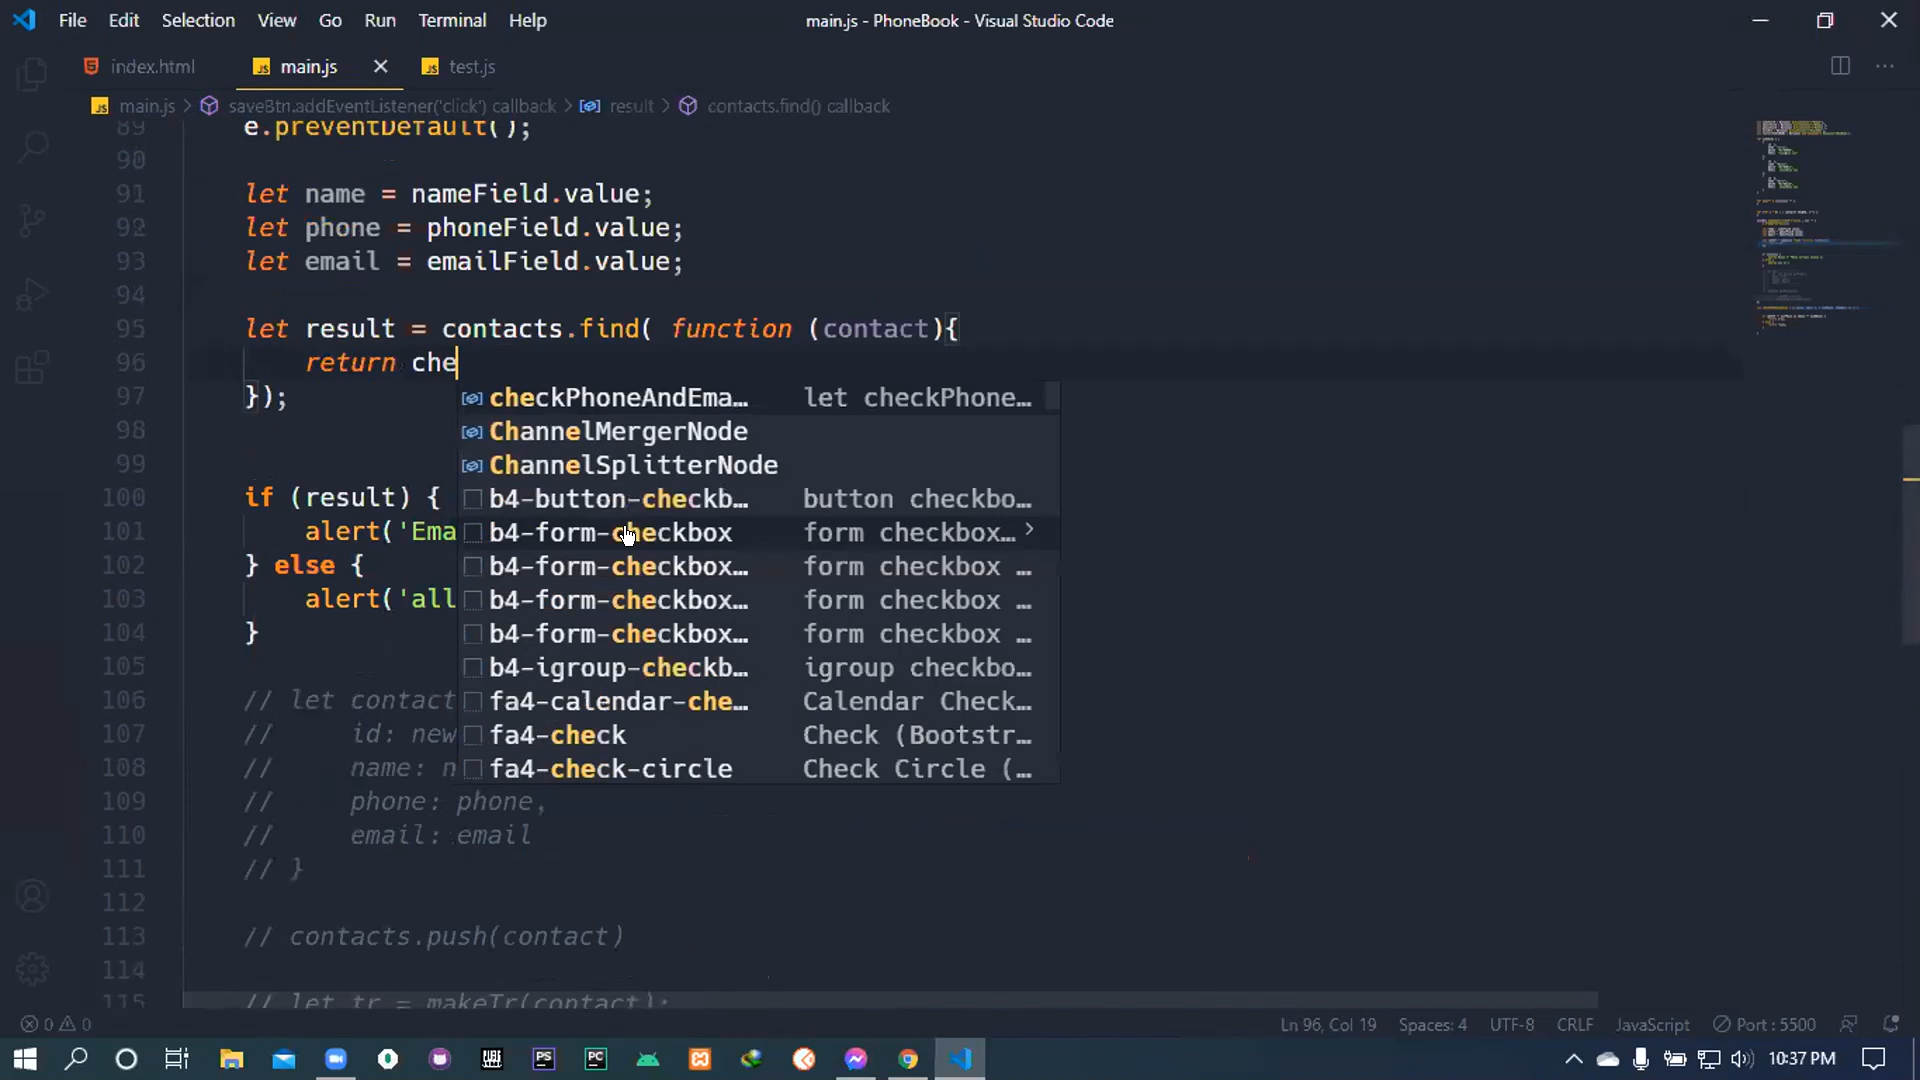 File Edit Selection View Go Run Terminal Help main.js - PhoneBook - Visual Studio Code
index.html main.js test.js
main.js > saveBtn.addEventListener('click') callback > result > contacts.find() callback
89 e.preventDefault();
90
91 let name = nameField.value;
92 let phone = phoneField.value;
93 let email = emailField.value;
94
95 let result = contacts.find( function (contact){
96 return che
97 });
checkPhoneAndEma… let checkPhone…
98 ChannelMergerNode
99 ChannelSplitterNode
100 if (result) { b4-button-checkb… button checkbo…
101 alert('Ema b4-form-checkbox form checkbox… >
102 } else { b4-form-checkbox… form checkbox …
103 alert('all b4-form-checkbox… form checkbox …
104 } b4-form-checkbox… form checkbox …
105 b4-igroup-checkb… igroup checkbo…
106 // let contact fa4-calendar-che… Calendar Check…
107 // id: new fa4-check Check (Bootstr…
108 // name: n fa4-check-circle Check Circle (…
109 // phone: phone,
110 // email: email
111 // }
112
113 // contacts.push(contact)
114
115 // let tr = makeTr(contact);
0 0 Ln 96, Col 19 Spaces: 4 UTF-8 CRLF JavaScript Port : 5500
PS PC 10:37 PM